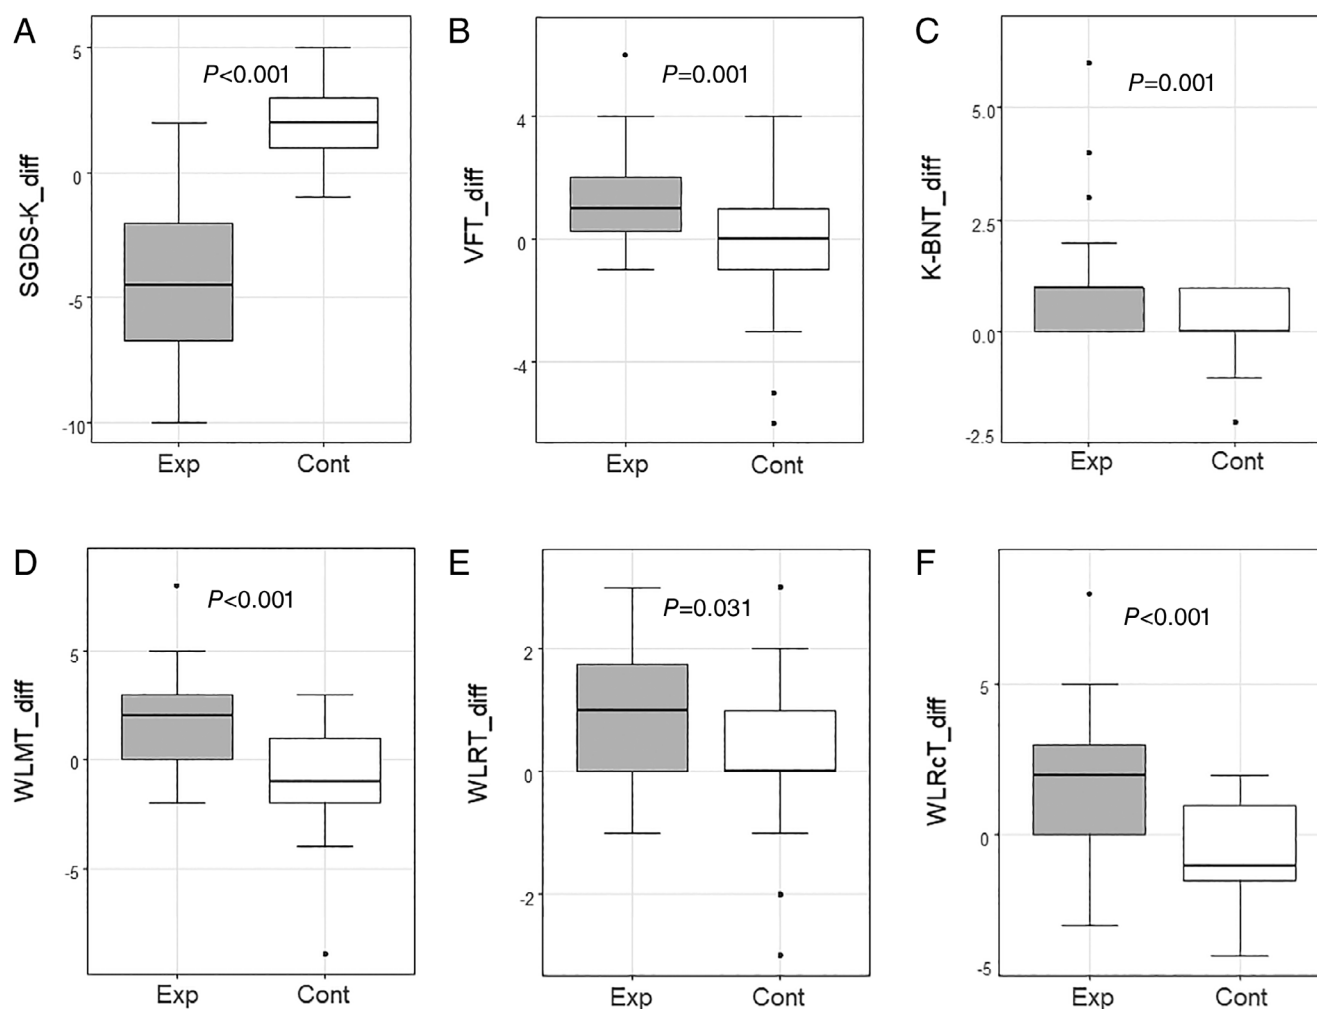 A
P<0.001
SGDS-K_diff
5
0
-5
-10
Exp
Cont
B
P=0.001
VFT_diff
4
0
-4
Exp
Cont
C
P=0.001
K-BNT_diff
5.0
2.5
0.0
-2.5
Exp
Cont
D
P<0.001
WLMT_diff
5
0
-5
Exp
Cont
E
P=0.031
WLRT_diff
2
0
-2
Exp
Cont
F
P<0.001
WLRcT_diff
5
0
-5
Exp
Cont